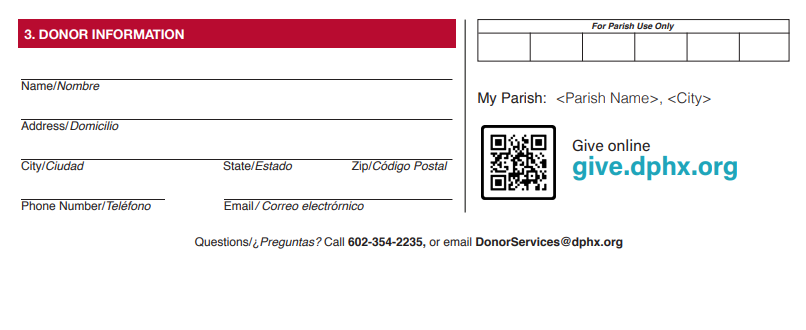 3. DONOR INFORMATION
Name/Nombre
Address/Domicilio
City/Ciudad State/Estado Zip/Código Postal
Phone Number/Teléfono Email/ Correo electrórnico
For Parish Use Only
My Parish: <Parish Name>, <City>
Give online
give.dphx.org
Questions/¿Preguntas? Call 602-354-2235, or email DonorServices@dphx.org